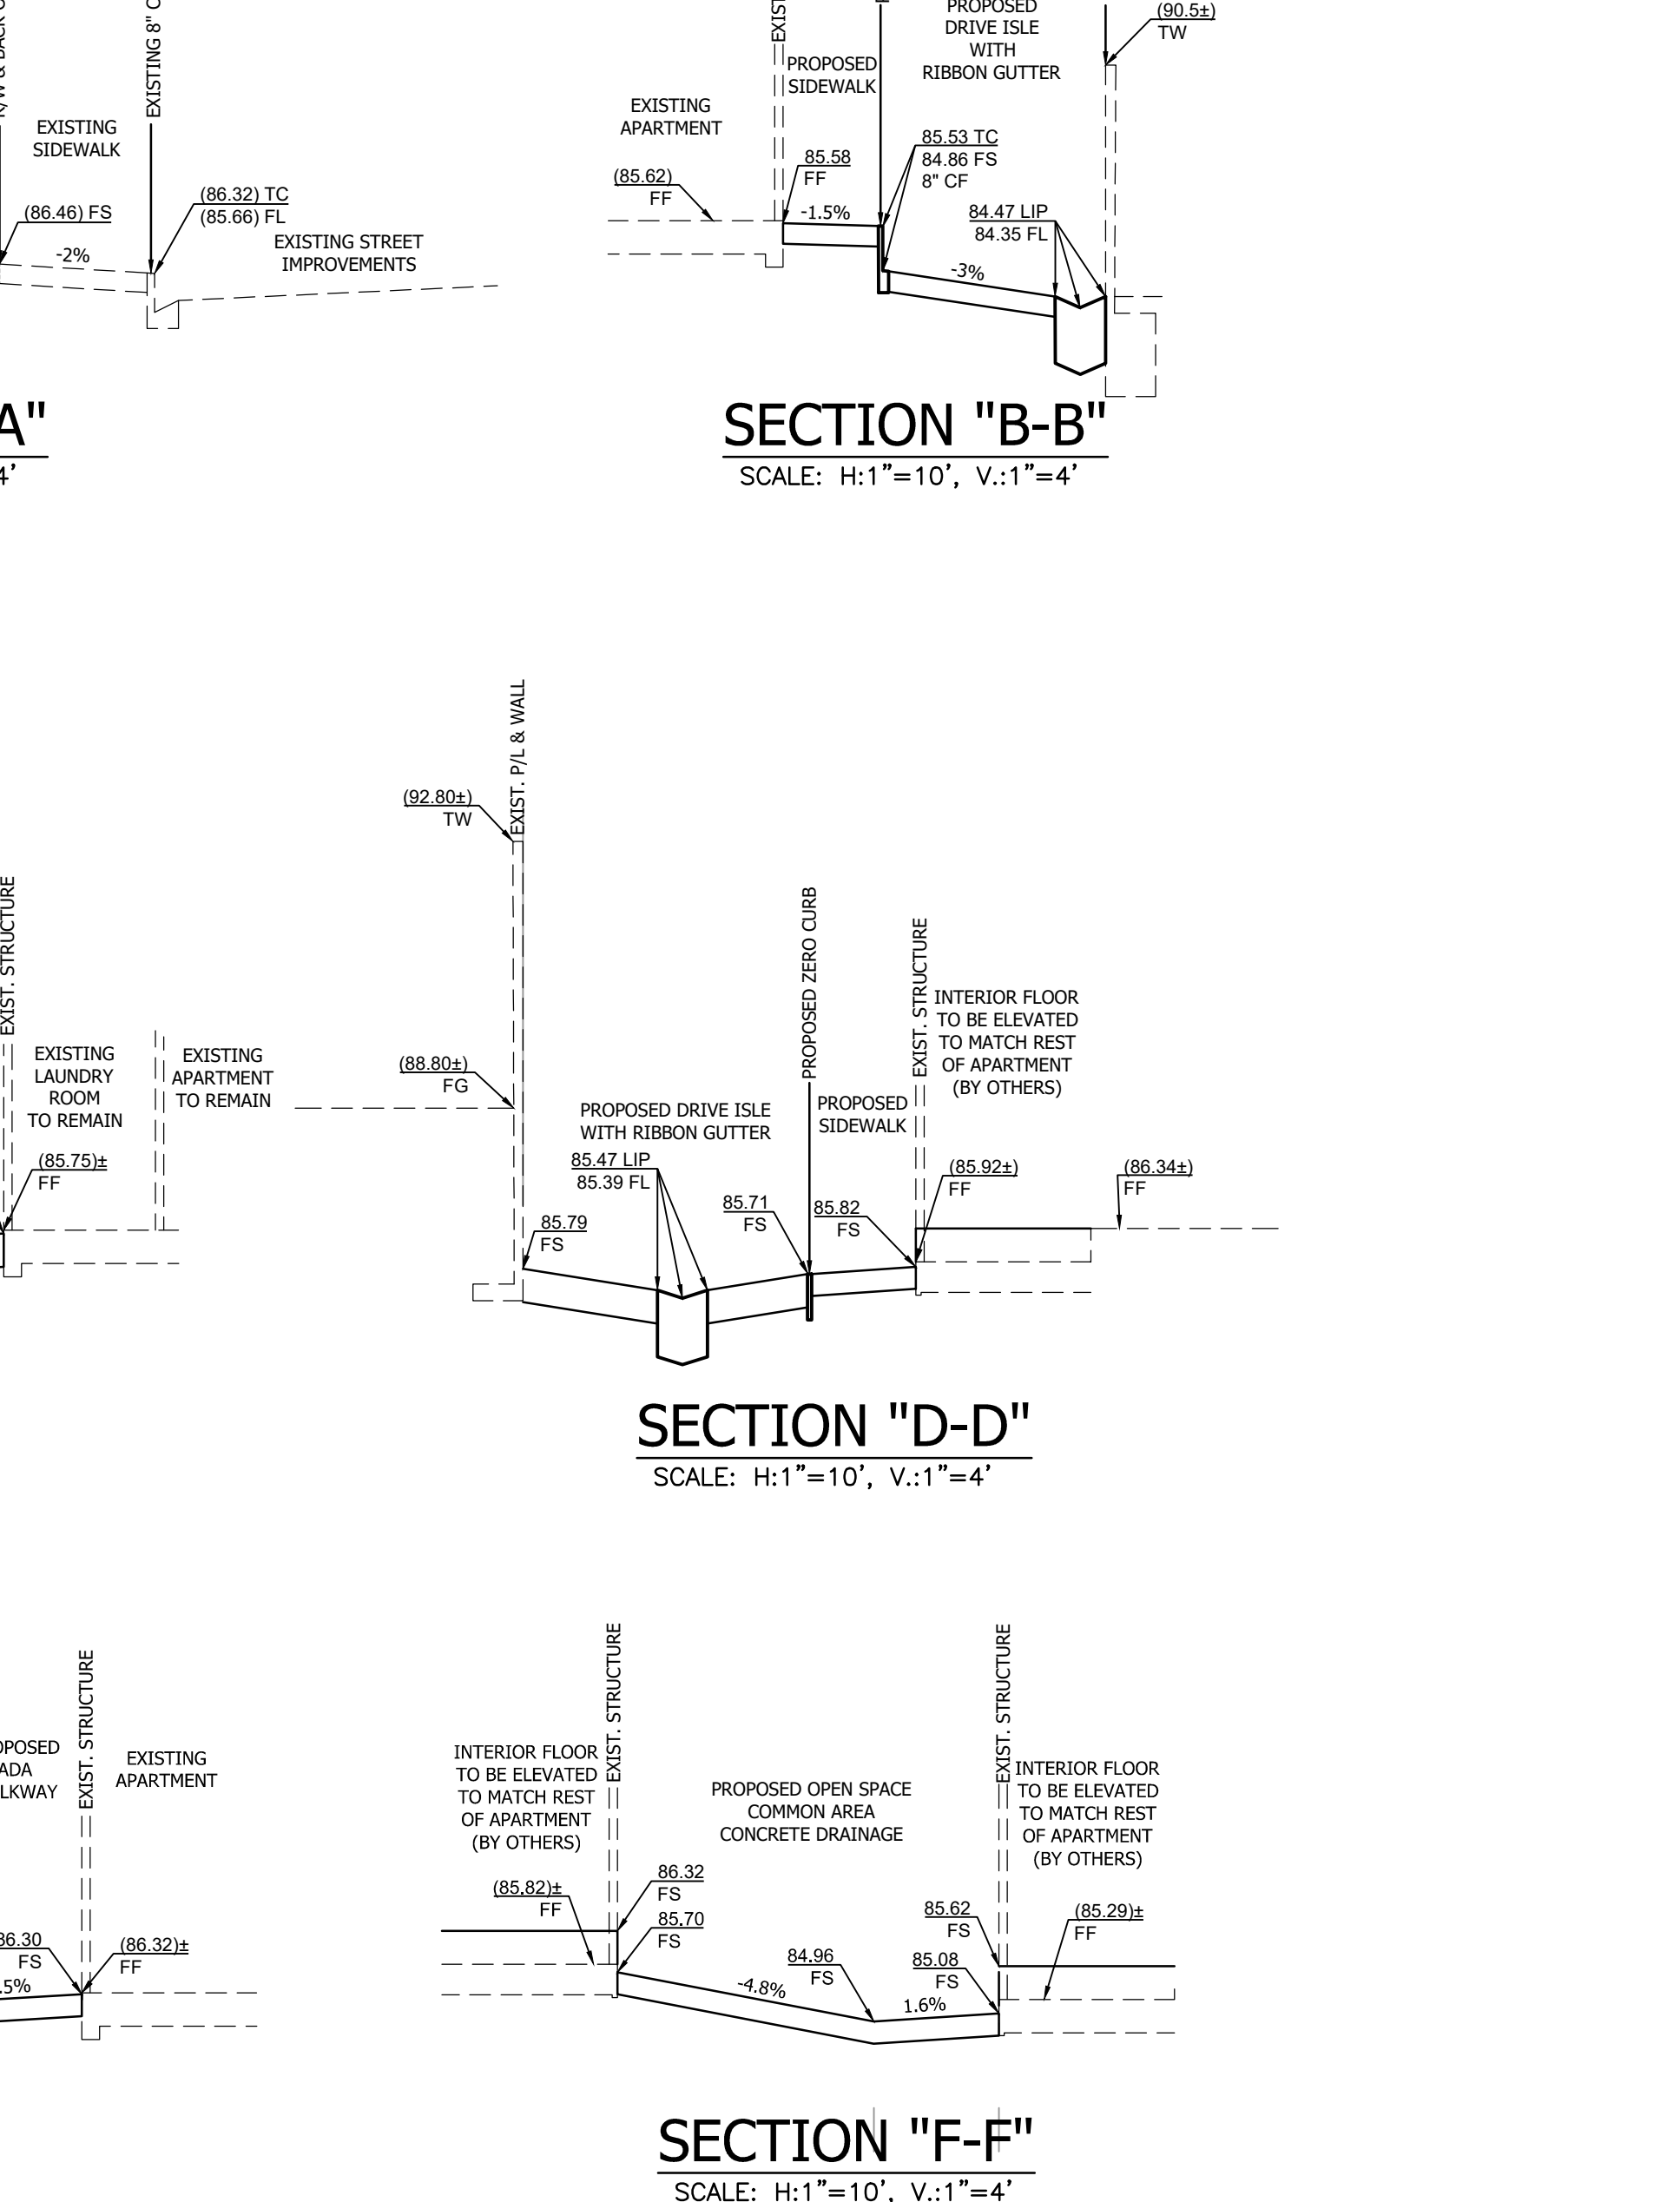 EXISTING 8" C
EXISTING
SIDEWALK
(86.46) FS
-2%
(86.32) TC
(85.66) FL
EXISTING STREET
IMPROVEMENTS
A"
4'
EXISTING
APARTMENT
(85.62)
FF
PROPOSED
SIDEWALK
85.58
FF
-1.5%
PROPOSED
DRIVE ISLE
WITH
RIBBON GUTTER
(90.5±)
TW
85.53 TC
84.86 FS
8" CF
84.47 LIP
84.35 FL
-3%
SECTION "B-B"
SCALE: H:1"=10', V.:1"=4'
EXIST. STRUCTURE
EXISTING
LAUNDRY
ROOM
TO REMAIN
EXISTING
APARTMENT
TO REMAIN
(85.75)±
FF
EXIST. P/L & WALL
(92.80±)
TW
(88.80±)
FG
PROPOSED DRIVE ISLE
WITH RIBBON GUTTER
85.47 LIP
85.39 FL
85.79
FS
85.71
FS
PROPOSED ZERO CURB
PROPOSED
SIDEWALK
85.82
FS
EXIST. STRUCTURE
INTERIOR FLOOR
TO BE ELEVATED
TO MATCH REST
OF APARTMENT
(BY OTHERS)
(85.92±)
FF
(86.34±)
FF
SECTION "D-D"
SCALE: H:1"=10', V.:1"=4'
OPOSED
ADA
LKWAY
EXIST. STRUCTURE
EXISTING
APARTMENT
86.30
FS
.5%
(86.32)±
FF
INTERIOR FLOOR
TO BE ELEVATED
TO MATCH REST
OF APARTMENT
(BY OTHERS)
EXIST. STRUCTURE
(85.82)±
FF
86.32
FS
85.70
FS
PROPOSED OPEN SPACE
COMMON AREA
CONCRETE DRAINAGE
-4.8%
84.96
FS
1.6%
85.62
FS
85.08
FS
EXIST. STRUCTURE
INTERIOR FLOOR
TO BE ELEVATED
TO MATCH REST
OF APARTMENT
(BY OTHERS)
(85.29)±
FF
SECTION "F-F"
SCALE: H:1"=10', V.:1"=4'